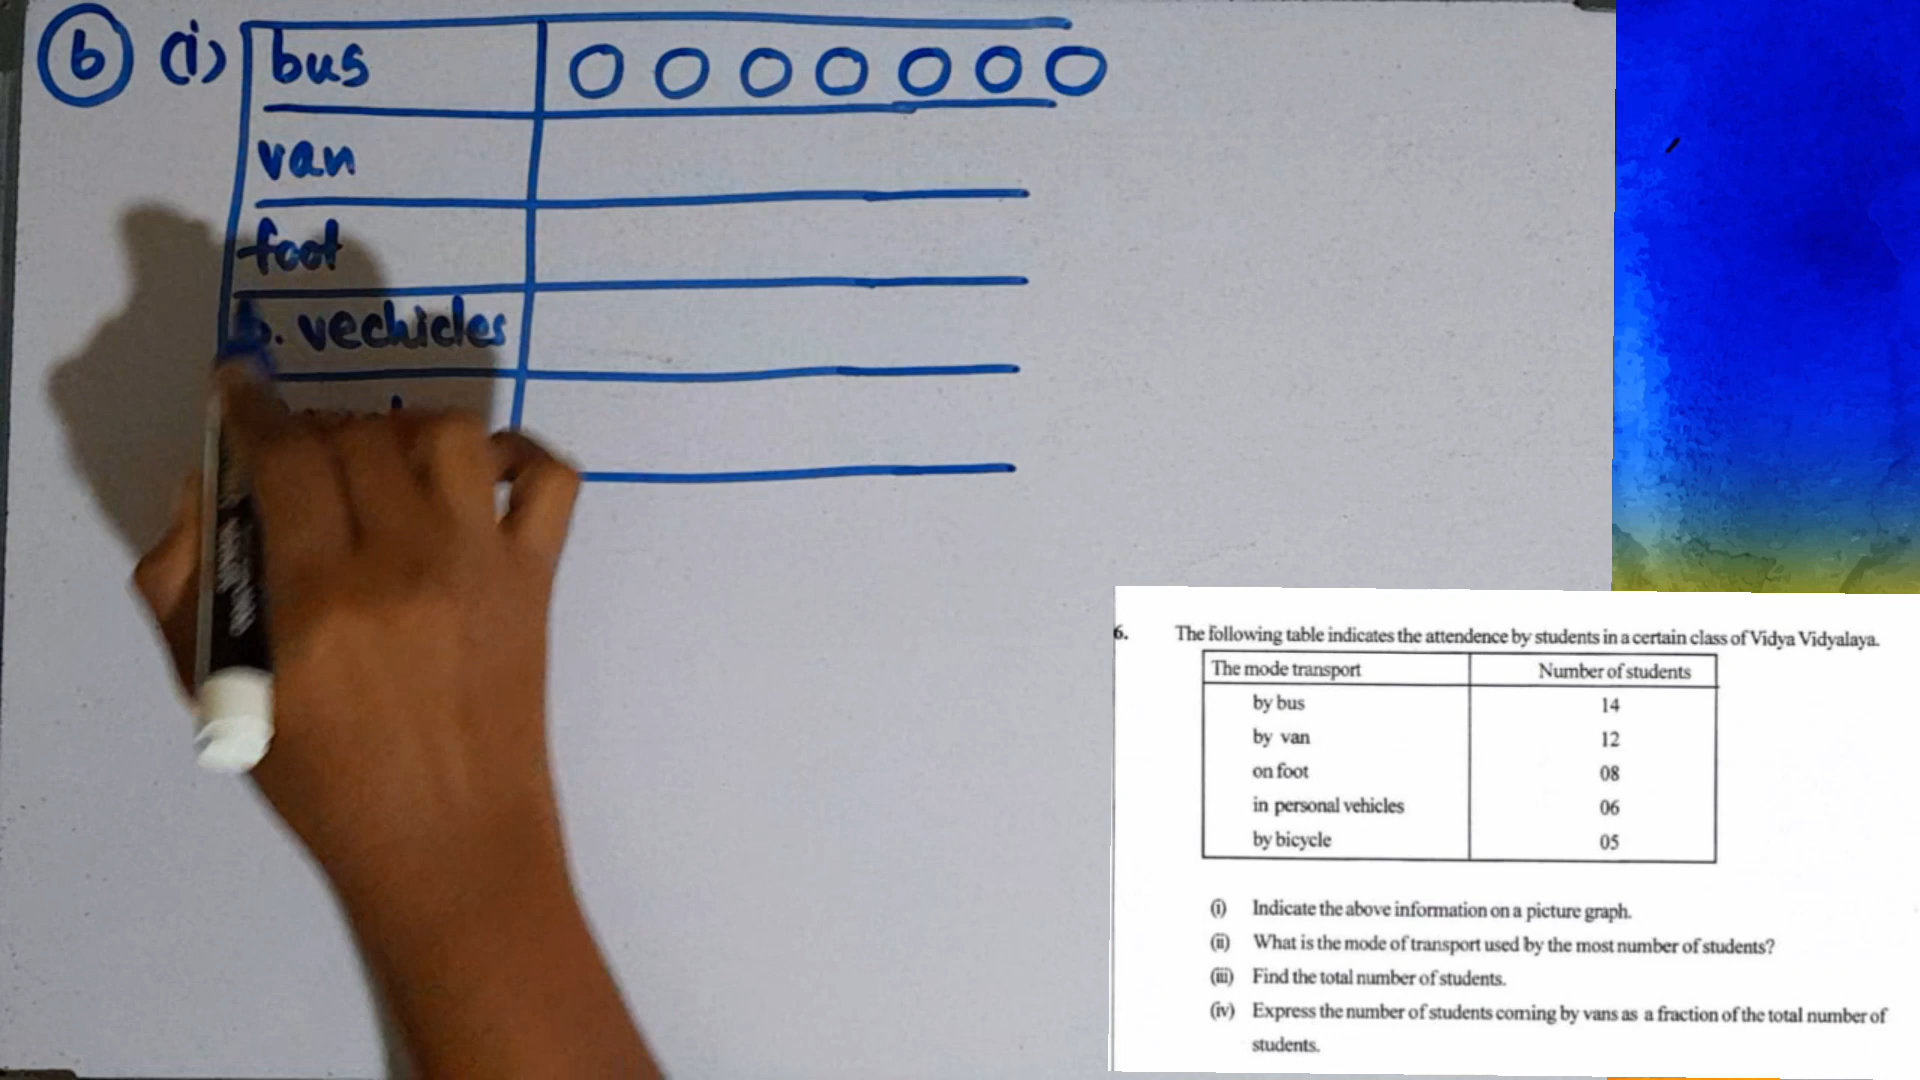 6 (i) bus
van
foot
vechicles
6. The following table indicates the attendence by students in a certain class of Vidya Vidyalaya.
The mode transport Number of students
by bus 14
by van 12
on foot 08
in personal vehicles 06
by bicycle 05
(i) Indicate the above information on a picture graph.
(ii) What is the mode of transport used by the most number of students?
(iii) Find the total number of students.
(iv) Express the number of students coming by vans as a fraction of the total number of
students.